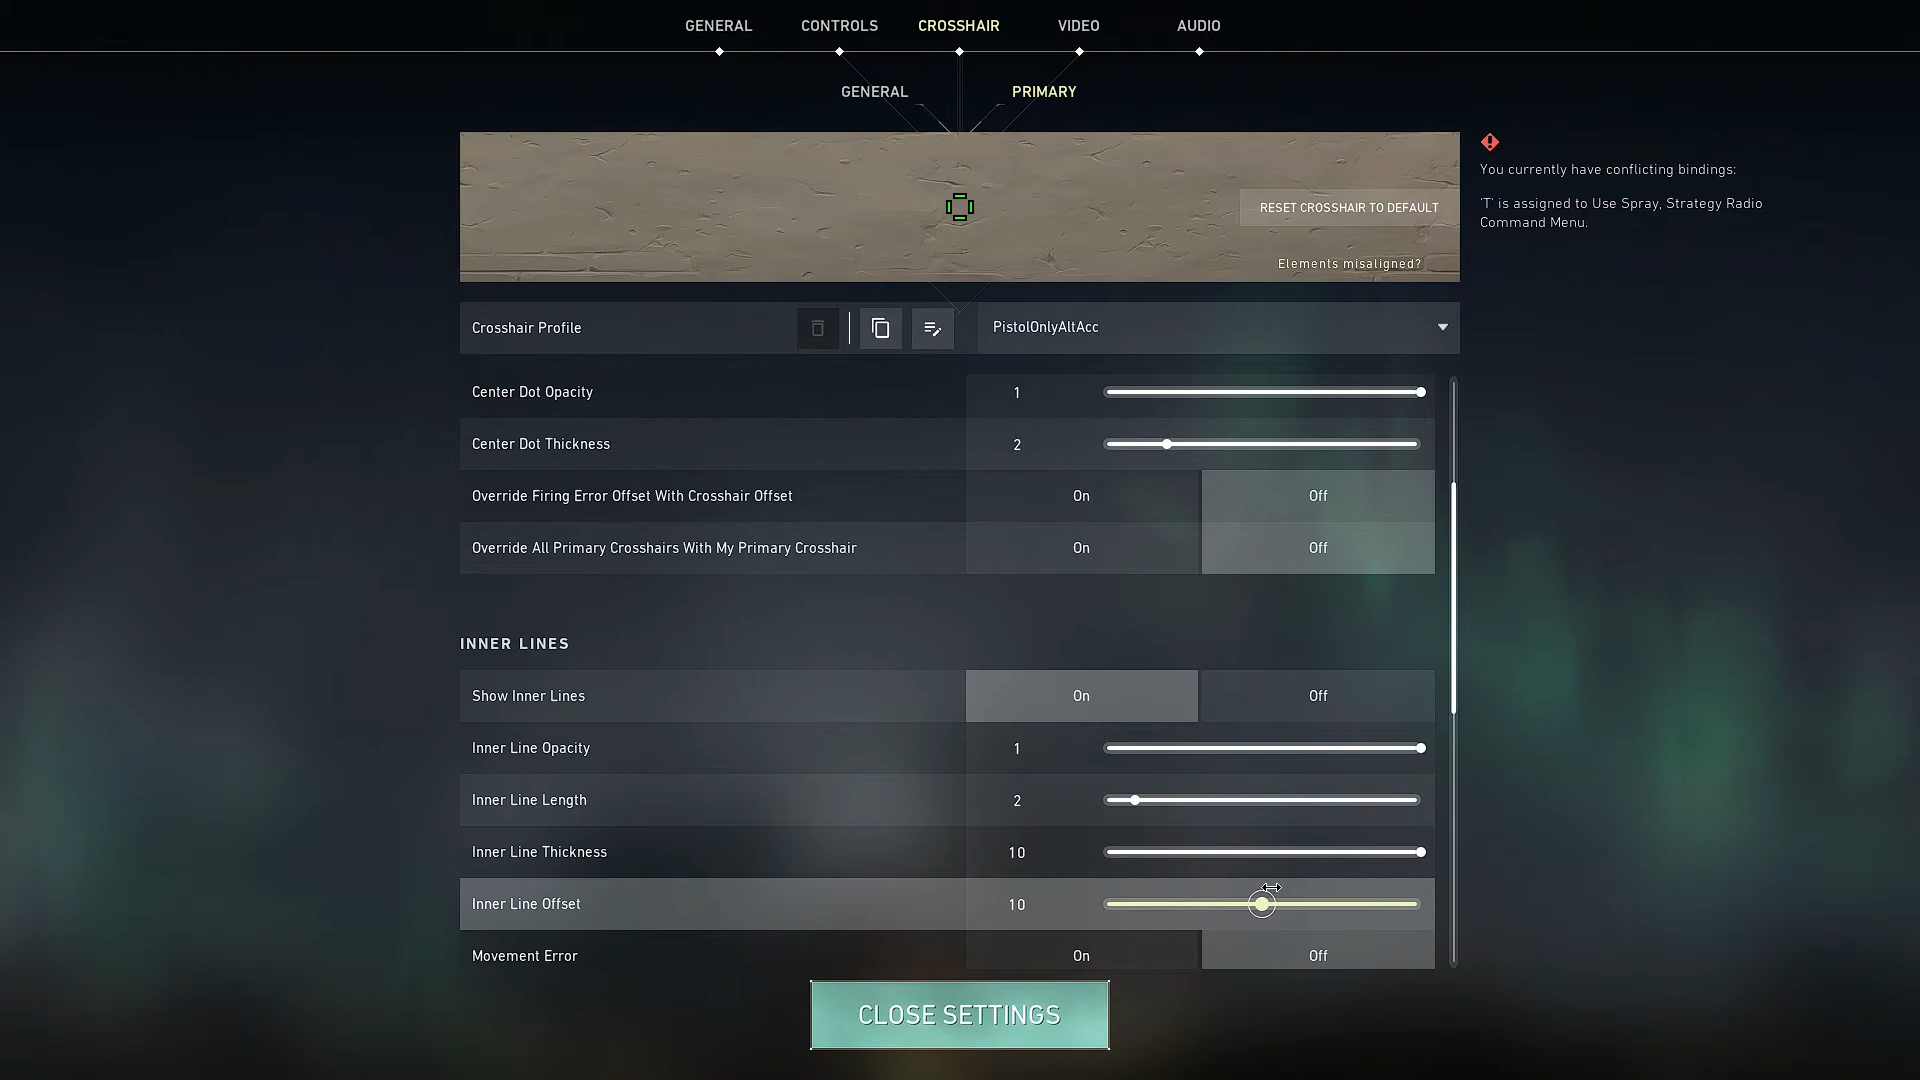 GENERAL CONTROLS CROSSHAIR VIDEO AUDIO
GENERAL PRIMARY
RESET CROSSHAIR TO DEFAULT
Elements misaligned?
You currently have conflicting bindings:
'T' is assigned to Use Spray, Strategy Radio
Command Menu.
Crosshair Profile PistolOnlyAltAcc
Center Dot Opacity 1
Center Dot Thickness 2
Override Firing Error Offset With Crosshair Offset On Off
Override All Primary Crosshairs With My Primary Crosshair On Off
INNER LINES
Show Inner Lines On Off
Inner Line Opacity 1
Inner Line Length 2
Inner Line Thickness 10
Inner Line Offset 10
Movement Error On Off
CLOSE SETTINGS